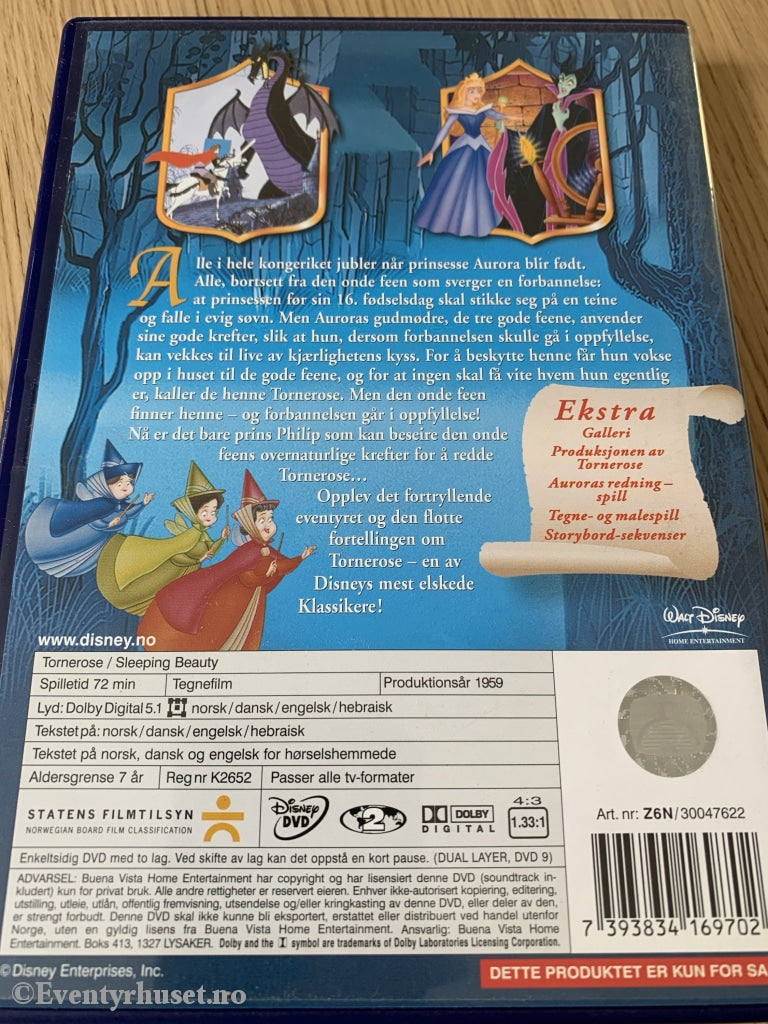 Alle i hele kongeriket jubler når prinsesse Aurora blir født.
Alle, bortsett fra den onde feen som sverger en forbannelse:
at prinsessen før sin 16. fødselsdag skal stikke seg på en teine
og falle i evig søvn. Men Auroras gudmødre, de tre gode feene, anvender
sine gode krefter, slik at hun, dersom forbannelsen skulle gå i oppfyllelse,
kan vekkes til live av kjærlighetens kyss. For å beskytte henne får hun vokse
opp i huset til de gode feene, og for at ingen skal få vite hvem hun egentlig
er, kaller de henne Tornerose. Men den onde feen
finner henne – og forbannelsen går i oppfyllelse!
Nå er det bare prins Philip som kan beseire den onde
feens overnaturlige krefter for å redde
Tornerose...
Opplev det fortryllende
eventyret og den flotte
fortellingen om
Tornerose – en av
Disneys mest elskede
Klassikere!
Ekstra
Galleri
Produksjonen av
Tornerose
Auroras redning –
spill
Tegne- og malespill
Storybord-sekvenser
www.disney.no
WALT DISNEY
HOME ENTERTAINMENT
Tornerose / Sleeping Beauty
Spilletid 72 min Tegnefilm Produktionsår 1959
Lyd: Dolby Digital 5.1 norsk/dansk/engelsk/hebraisk
Tekstet på: norsk/dansk/engelsk/hebraisk
Tekstet på norsk, dansk og engelsk for hørselshemmede
Aldersgrense 7 år Reg nr K2652 Passer alle tv-formater
STATENS FILMTILSYN
NORWEGIAN BOARD FILM CLASSIFICATION
Disney DVD
2
DOLBY
DIGITAL
4:3
1.33:1
Art. nr: Z6N/30047622
Enkeltsidig DVD med to lag. Ved skifte av lag kan det oppstå en kort pause. (DUAL LAYER, DVD 9)
ADVARSEL: Buena Vista Home Entertainment har copyright og har lisensiert denne DVD (soundtrack in-
kludert) kun for privat bruk. Alle andre rettigheter er reservert eieren. Enhver ikke-autorisert kopiering, editering,
utstilling, utleie, utlån, offentlig fremvisning, utsendelse og/eller kringkasting av denne DVD, eller deler av den,
er strengt forbudt. Denne DVD skal ikke kunne bli eksportert, erstattet eller distribuert ved handel utenfor
Norge, uten en gyldig lisens fra Buena Vista Home Entertainment. Ansvarlig: Buena Vista Home
Entertainment. Boks 413, 1327 LYSAKER. Dolby and the symbol are trademarks of Dolby Laboratories Licensing Corporation.
7 393834 169702
© Disney Enterprises, Inc.
DETTE PRODUKTET ER KUN FOR SA
©Eventyrhuset.no